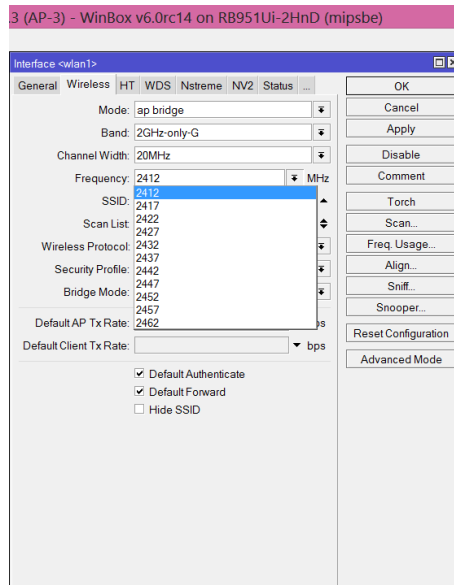 .3 (AP-3) - WinBox v6.0rc14 on RB951Ui-2HnD (mipsbe)
Interface <wlan1>
General Wireless HT WDS Nstreme NV2 Status ...
Mode: ap bridge
Band: 2GHz-only-G
Channel Width: 20MHz
Frequency: 2412 MHz
2412
SSID:
2417
2422
Scan List:
2427
Wireless Protocol: 2432
2437
Security Profile: 2442
2447
Bridge Mode: 2452
2457
Default AP Tx Rate: 2462
Default Client Tx Rate: bps
Default Authenticate
Default Forward
Hide SSID
OK
Cancel
Apply
Disable
Comment
Torch
Scan...
Freq. Usage...
Align...
Sniff...
Snooper...
Reset Configuration
Advanced Mode